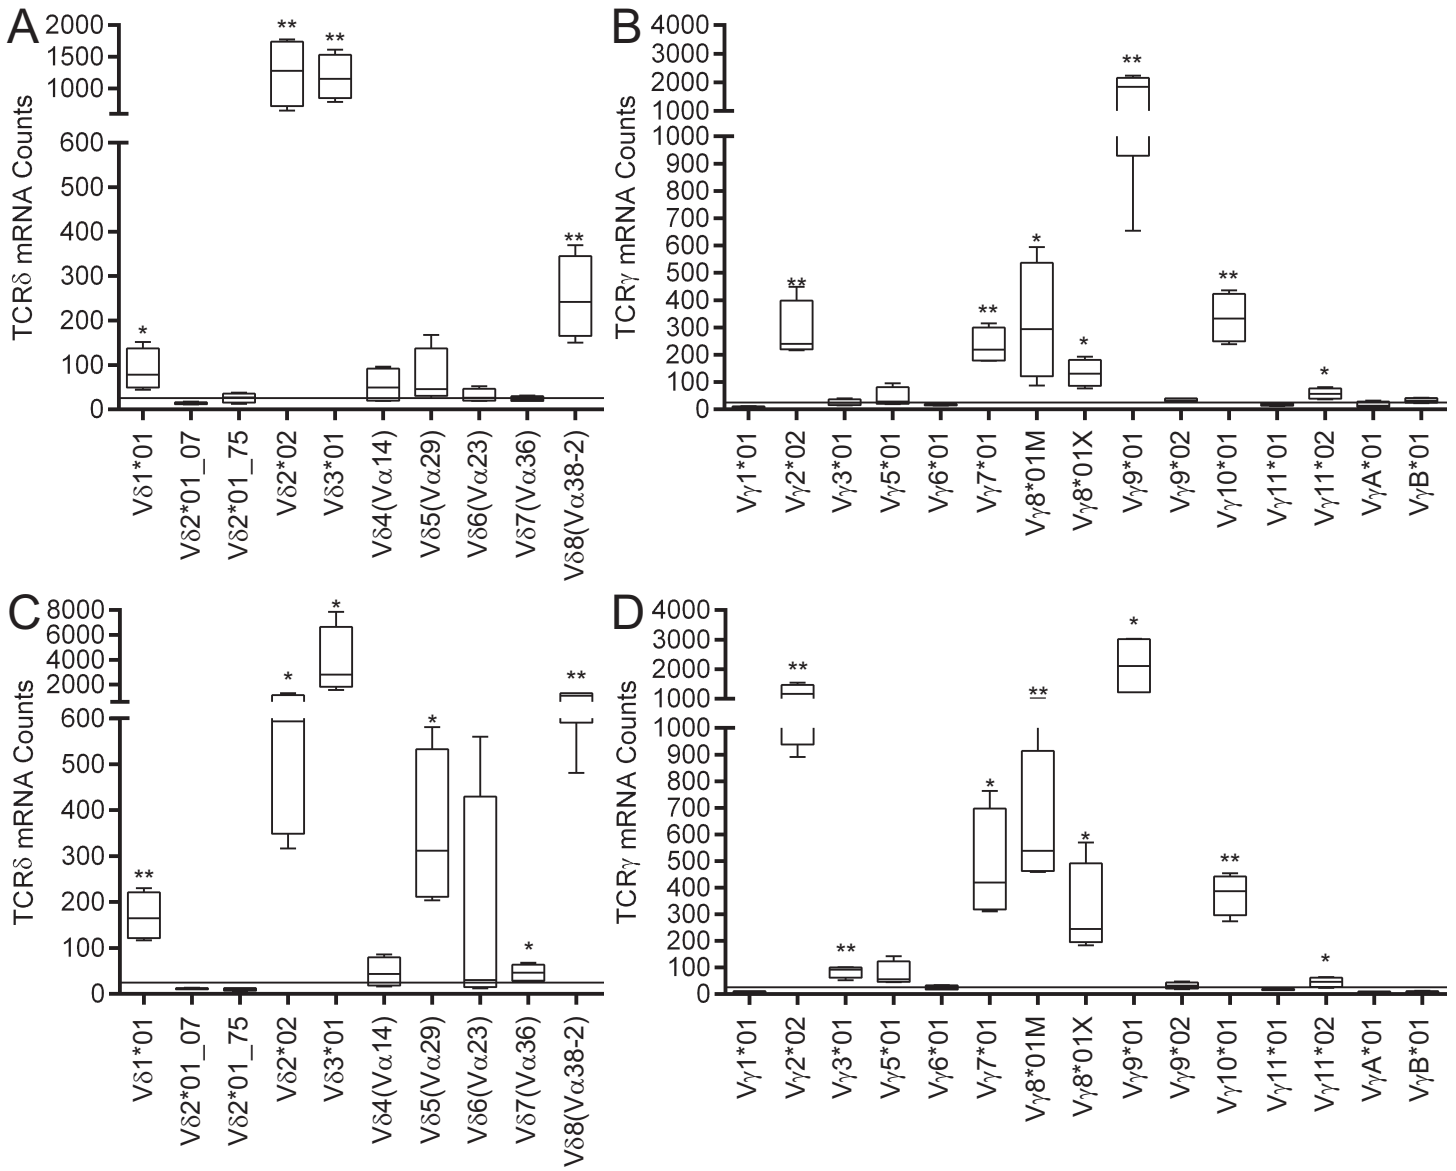 A
TCRδ mRNA Counts
2000
1500
1000
600
500
400
300
200
100
0
*
**
**
**
Vδ1*01
Vδ2*01_07
Vδ2*01_75
Vδ2*02
Vδ3*01
Vδ4(Vα14)
Vδ5(Vα29)
Vδ6(Vα23)
Vδ7(Vα36)
Vδ8(Vα38-2)
B
TCRγ mRNA Counts
4000
3000
2000
1000
1000
900
800
700
600
500
400
300
200
100
0
**
**
*
*
**
**
*
Vγ1*01
Vγ2*02
Vγ3*01
Vγ5*01
Vγ6*01
Vγ7*01
Vγ8*01M
Vγ8*01X
Vγ9*01
Vγ9*02
Vγ10*01
Vγ11*01
Vγ11*02
VγA*01
VγB*01
C
TCRδ mRNA Counts
8000
6000
4000
2000
600
500
400
300
200
100
0
**
*
*
*
*
**
Vδ1*01
Vδ2*01_07
Vδ2*01_75
Vδ2*02
Vδ3*01
Vδ4(Vα14)
Vδ5(Vα29)
Vδ6(Vα23)
Vδ7(Vα36)
Vδ8(Vα38-2)
D
TCRγ mRNA Counts
4000
3000
2000
1000
1000
900
800
700
600
500
400
300
200
100
0
**
**
*
**
*
*
**
*
Vγ1*01
Vγ2*02
Vγ3*01
Vγ5*01
Vγ6*01
Vγ7*01
Vγ8*01M
Vγ8*01X
Vγ9*01
Vγ9*02
Vγ10*01
Vγ11*01
Vγ11*02
VγA*01
VγB*01